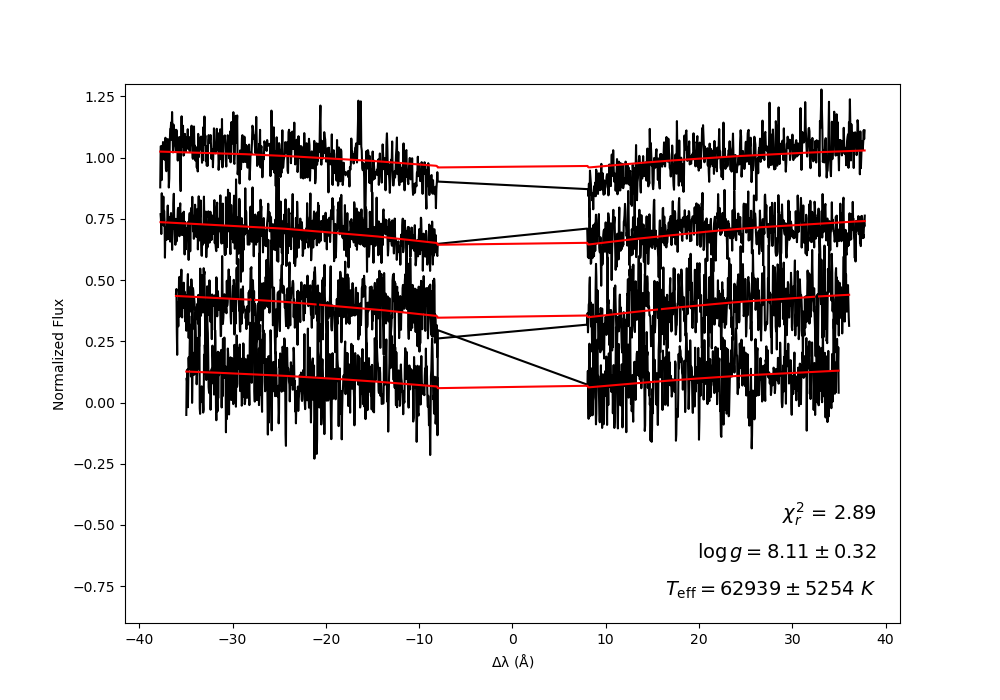 1.25
1.00
0.75
0.50
0.25
0.00
−0.25
−0.50
−0.75
Normalized Flux
χ²ᵣ = 2.89
log g = 8.11 ± 0.32
T_eff = 62939 ± 5254 K
−40 −30 −20 −10 0 10 20 30 40
Δλ (Å)